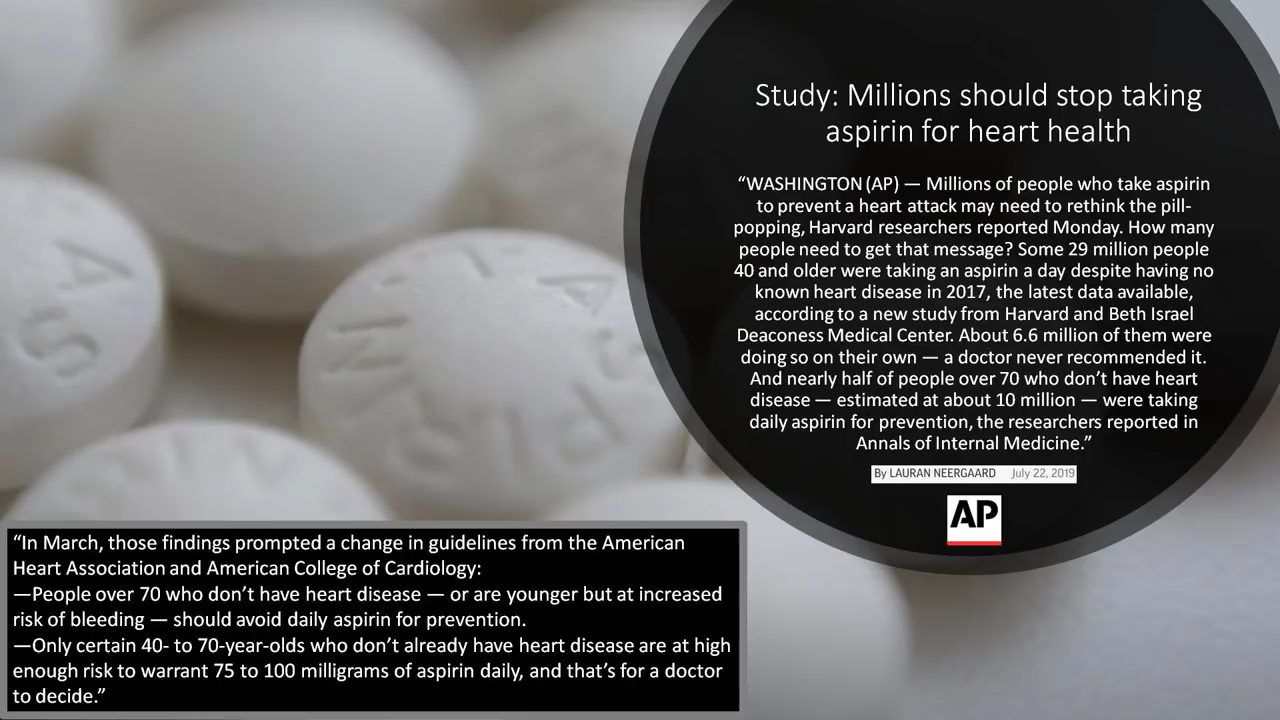 Study: Millions should stop taking
aspirin for heart health
“WASHINGTON (AP) — Millions of people who take aspirin
to prevent a heart attack may need to rethink the pill-
popping, Harvard researchers reported Monday. How many
people need to get that message? Some 29 million people
40 and older were taking an aspirin a day despite having no
known heart disease in 2017, the latest data available,
according to a new study from Harvard and Beth Israel
Deaconess Medical Center. About 6.6 million of them were
doing so on their own — a doctor never recommended it.
And nearly half of people over 70 who don’t have heart
disease — estimated at about 10 million — were taking
daily aspirin for prevention, the researchers reported in
Annals of Internal Medicine.”
By LAURAN NEERGAARD July 22, 2019
AP
“In March, those findings prompted a change in guidelines from the American
Heart Association and American College of Cardiology:
—People over 70 who don’t have heart disease — or are younger but at increased
risk of bleeding — should avoid daily aspirin for prevention.
—Only certain 40- to 70-year-olds who don’t already have heart disease are at high
enough risk to warrant 75 to 100 milligrams of aspirin daily, and that’s for a doctor
to decide.”